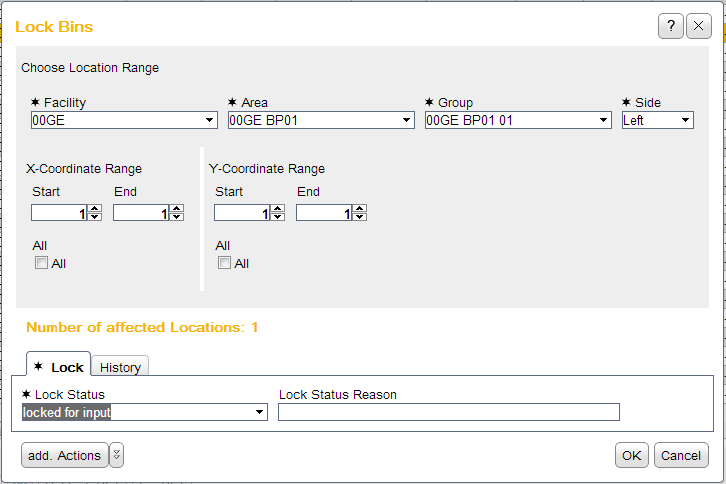 Lock Bins
?
Choose Location Range
✶ Facility ✶ Area ✶ Group ✶ Side
00GE 00GE BP01 00GE BP01 01 Left
X-Coordinate Range Y-Coordinate Range
Start End Start End
1 1 1 1
All All
All All
Number of affected Locations: 1
✶ Lock History
✶ Lock Status Lock Status Reason
locked for input
add. Actions OK Cancel